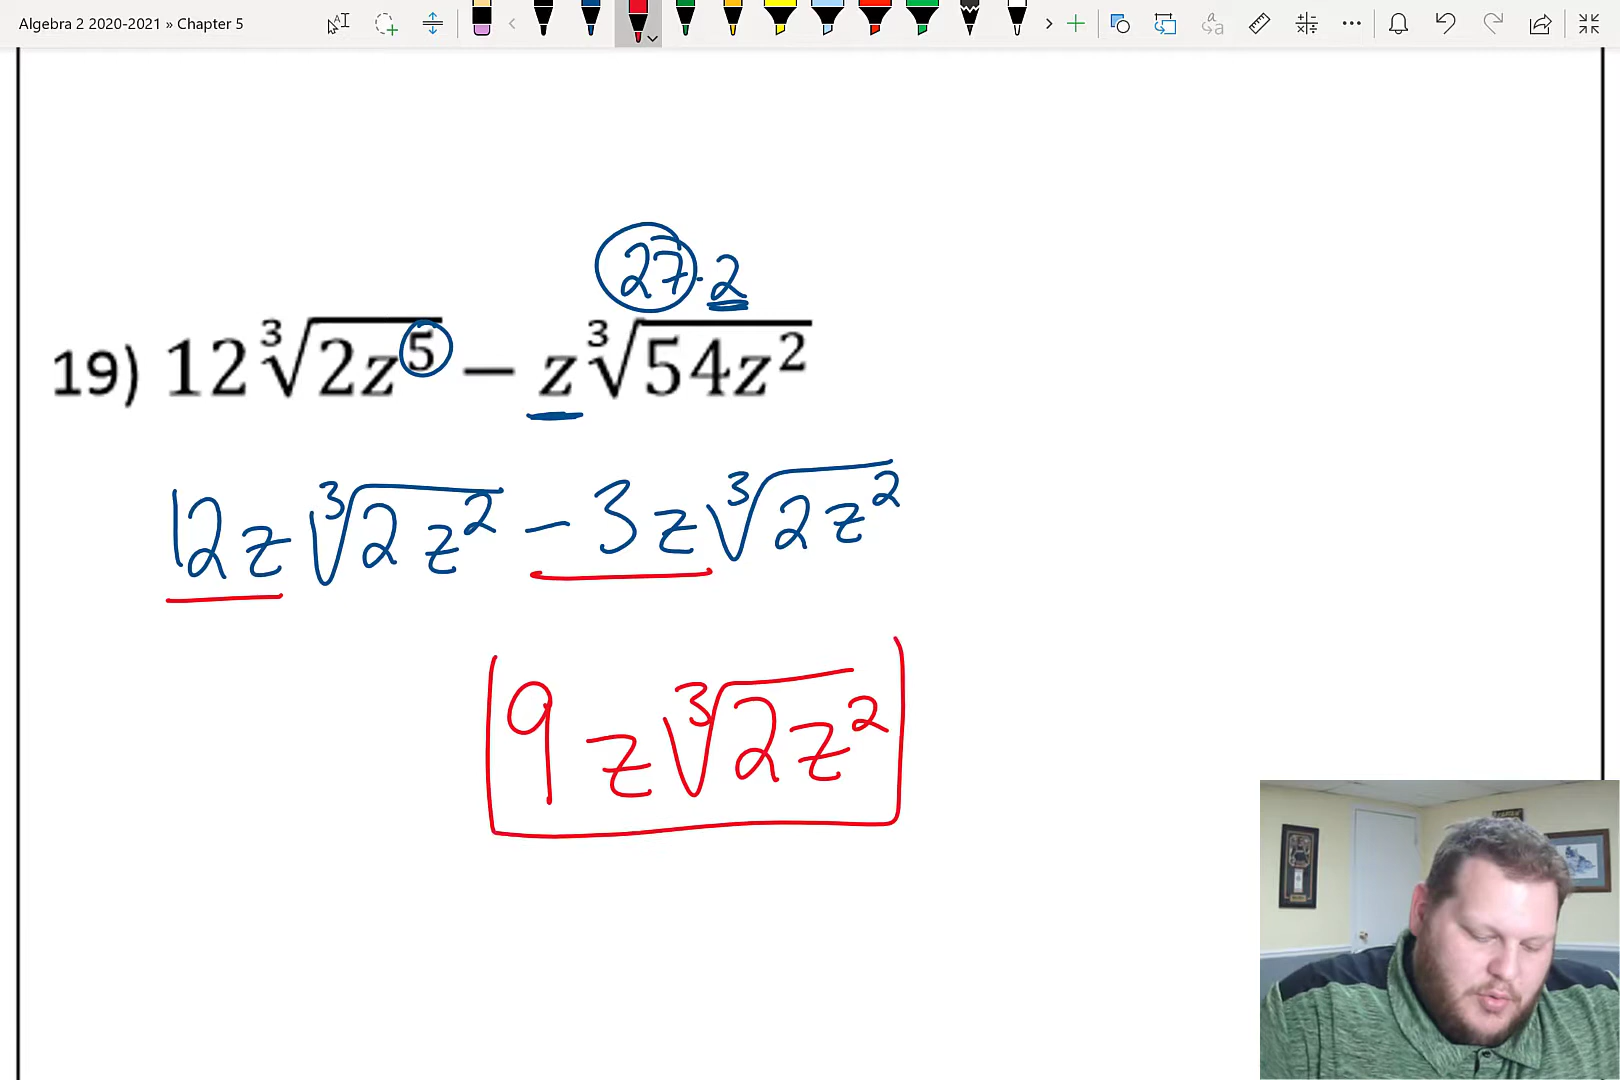 Algebra 2 2020-2021 » Chapter 5
27·2
19) 12∛2z⁵ − z∛54z²
12z∛2z² − 3z∛2z²
9z∛2z²